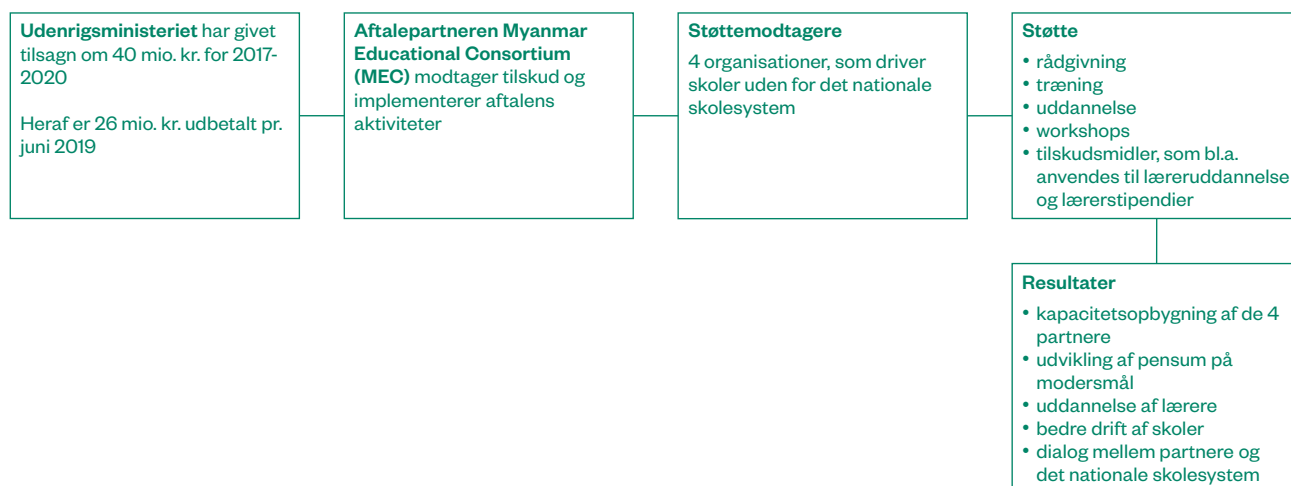 Udenrigsministeriet har givet
tilsagn om 40 mio. kr. for 2017-
2020
Heraf er 26 mio. kr. udbetalt pr.
juni 2019
Aftalepartneren Myanmar
Educational Consortium
(MEC) modtager tilskud og
implementerer aftalens
aktiviteter
Støttemodtagere
4 organisationer, som driver
skoler uden for det nationale
skolesystem
Støtte
• rådgivning
• træning
• uddannelse
• workshops
• tilskudsmidler, som bl.a.
anvendes til læreruddannelse
og lærerstipendier
Resultater
• kapacitetsopbygning af de 4
partnere
• udvikling af pensum på
modersmål
• uddannelse af lærere
• bedre drift af skoler
• dialog mellem partnere og
det nationale skolesystem